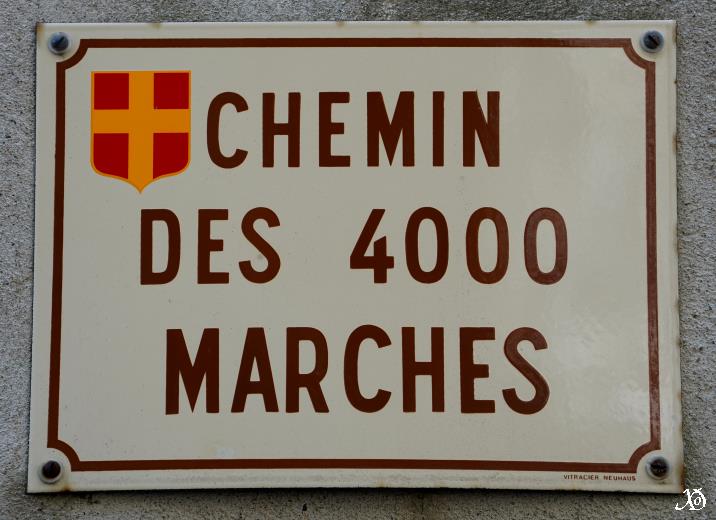 CHEMIN
DES 4000
MARCHES
VITRACIER NEUHAUS